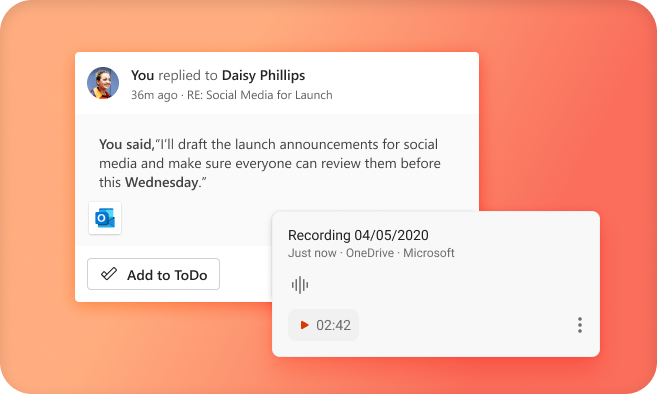 You replied to Daisy Phillips
36m ago · RE: Social Media for Launch
You said,“I’ll draft the launch announcements for social
media and make sure everyone can review them before
this Wednesday.”
O
Add to ToDo
Recording 04/05/2020
Just now · OneDrive · Microsoft
02:42